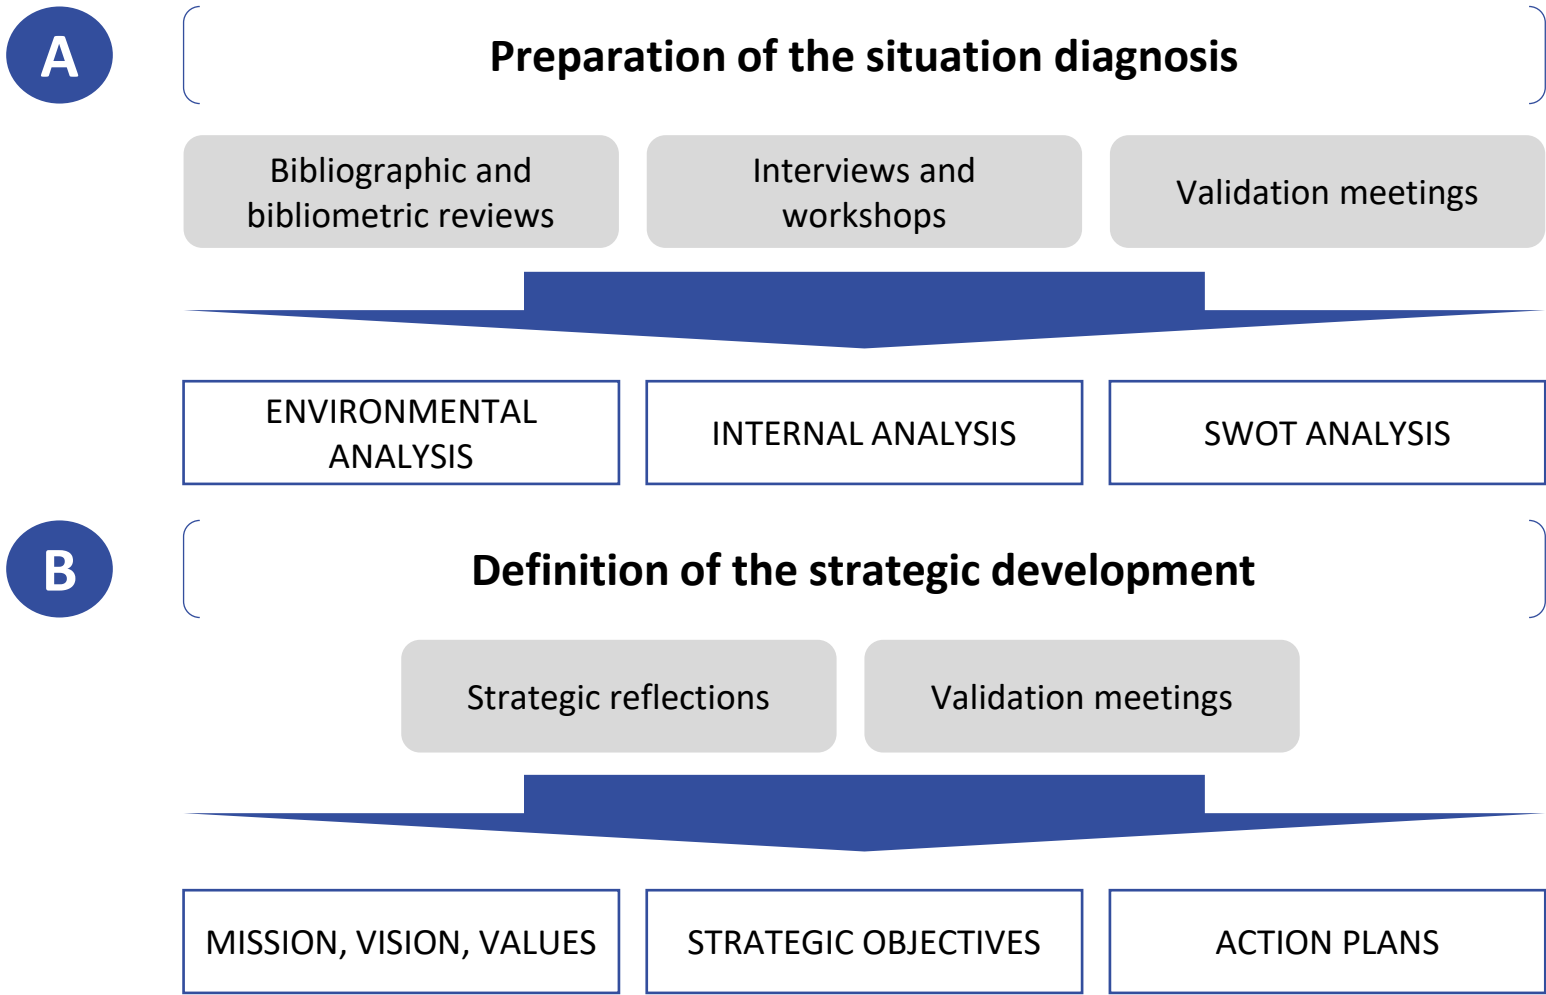 A
Preparation of the situation diagnosis
Bibliographic and
bibliometric reviews
Interviews and
workshops
Validation meetings
ENVIRONMENTAL
ANALYSIS
INTERNAL ANALYSIS
SWOT ANALYSIS
B
Definition of the strategic development
Strategic reflections
Validation meetings
MISSION, VISION, VALUES
STRATEGIC OBJECTIVES
ACTION PLANS